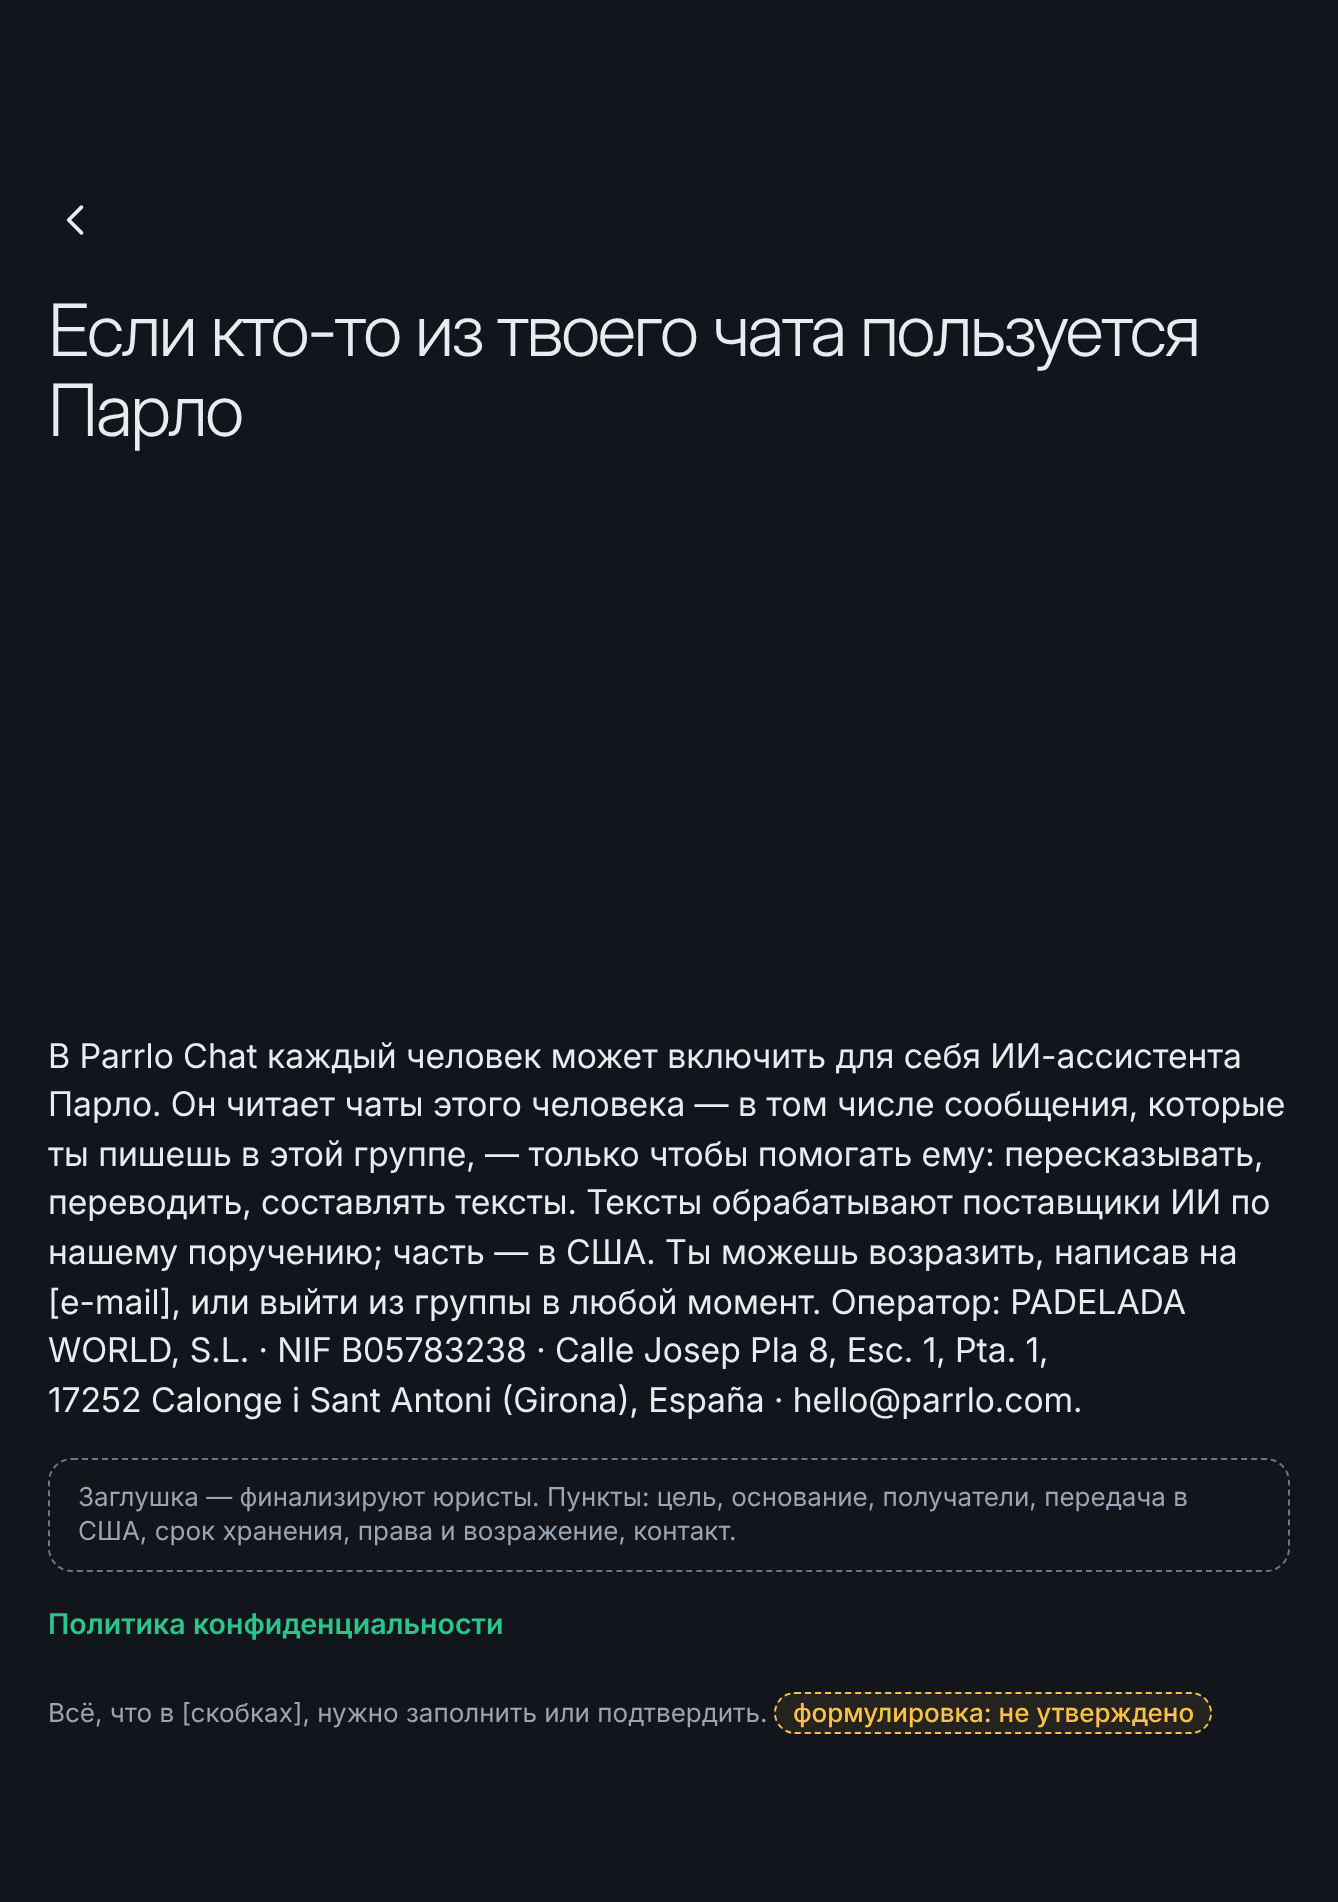 Если кто-то из твоего чата пользуется
Парло
В Parrlo Chat каждый человек может включить для себя ИИ-ассистента
Парло. Он читает чаты этого человека — в том числе сообщения, которые
ты пишешь в этой группе, — только чтобы помогать ему: пересказывать,
переводить, составлять тексты. Тексты обрабатывают поставщики ИИ по
нашему поручению; часть — в США. Ты можешь возразить, написав на
[e-mail], или выйти из группы в любой момент. Оператор: PADELADA
WORLD, S.L. · NIF B05783238 · Calle Josep Pla 8, Esc. 1, Pta. 1,
17252 Calonge i Sant Antoni (Girona), España · hello@parrlo.com.
Заглушка — финализируют юристы. Пункты: цель, основание, получатели, передача в
США, срок хранения, права и возражение, контакт.
Политика конфиденциальности
Всё, что в [скобках], нужно заполнить или подтвердить. формулировка: не утверждено